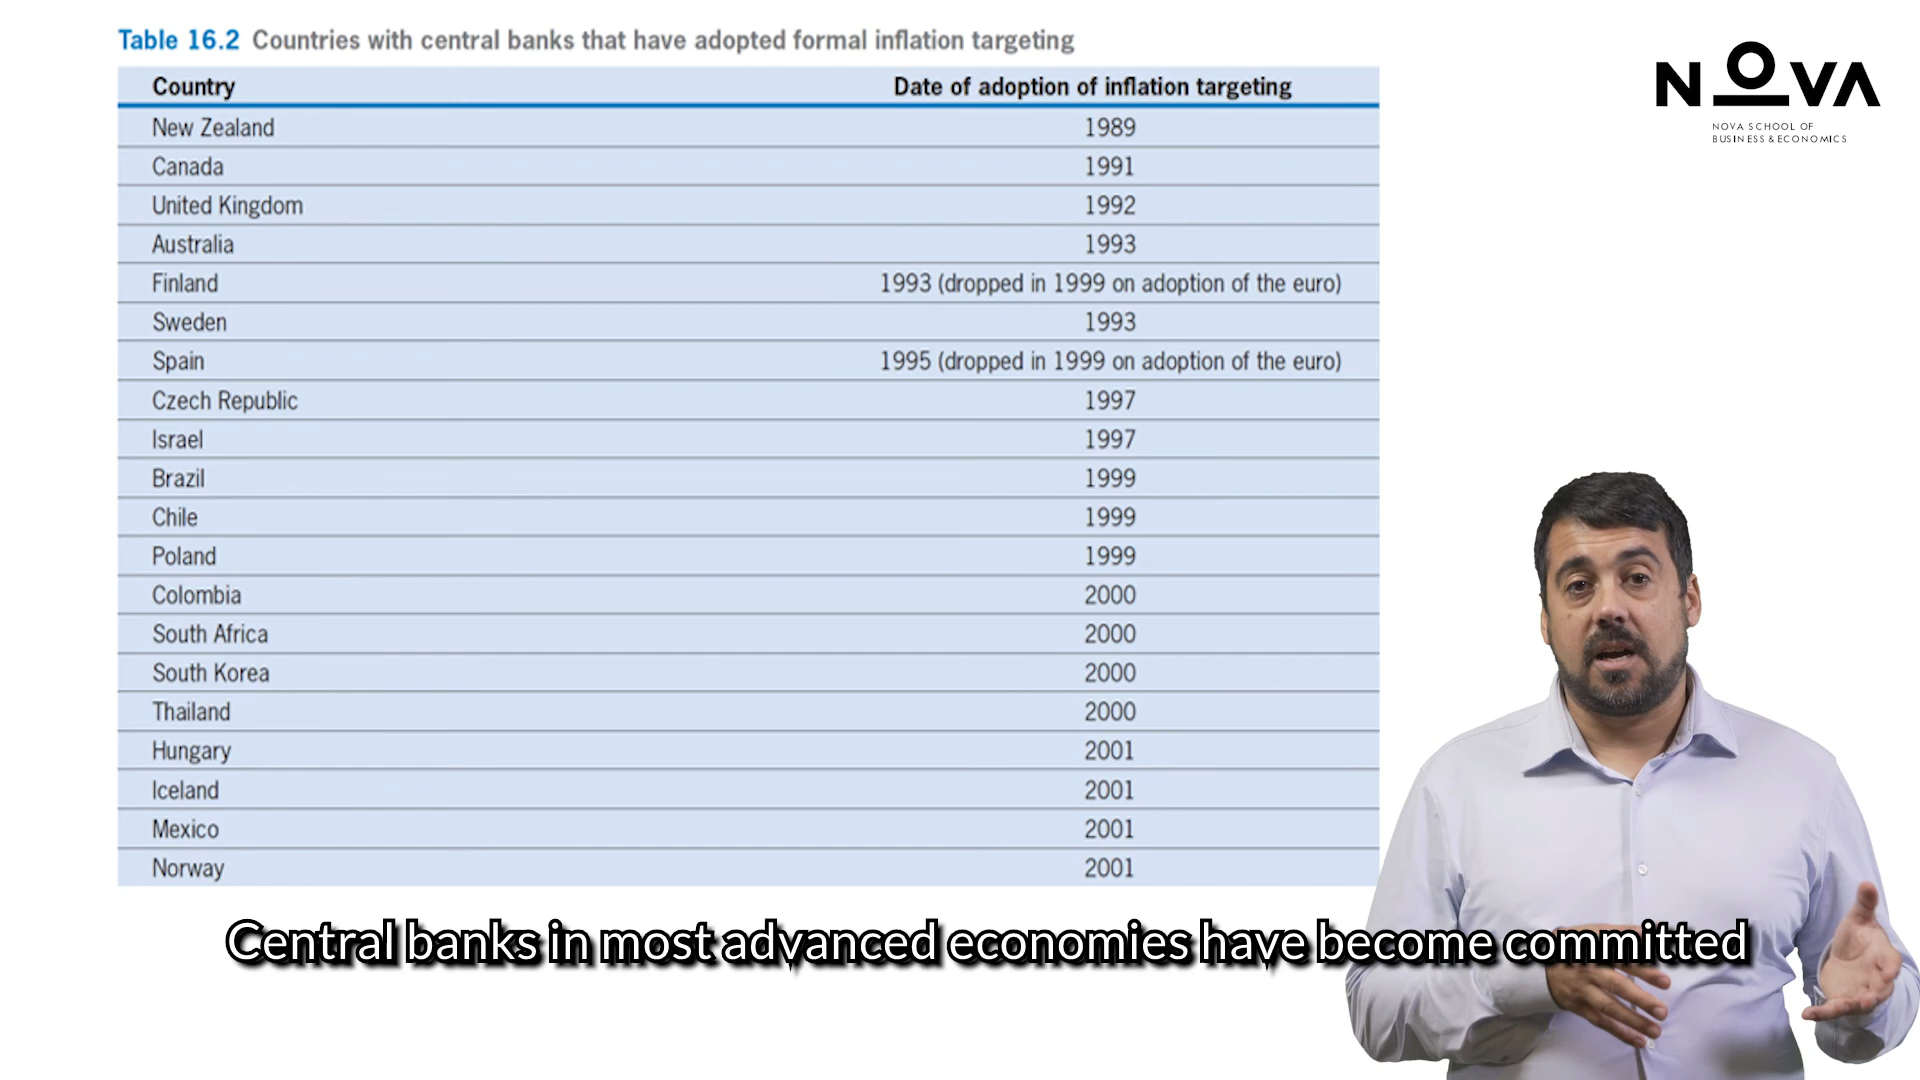 Table 16.2 Countries with central banks that have adopted formal inflation targeting
Country Date of adoption of inflation targeting
New Zealand 1989
Canada 1991
United Kingdom 1992
Australia 1993
Finland 1993 (dropped in 1999 on adoption of the euro)
Sweden 1993
Spain 1995 (dropped in 1999 on adoption of the euro)
Czech Republic 1997
Israel 1997
Brazil 1999
Chile 1999
Poland 1999
Colombia 2000
South Africa 2000
South Korea 2000
Thailand 2000
Hungary 2001
Iceland 2001
Mexico 2001
Norway 2001
NOVA
NOVA SCHOOL OF
BUSINESS & ECONOMICS
Central banks in most advanced economies have become committed